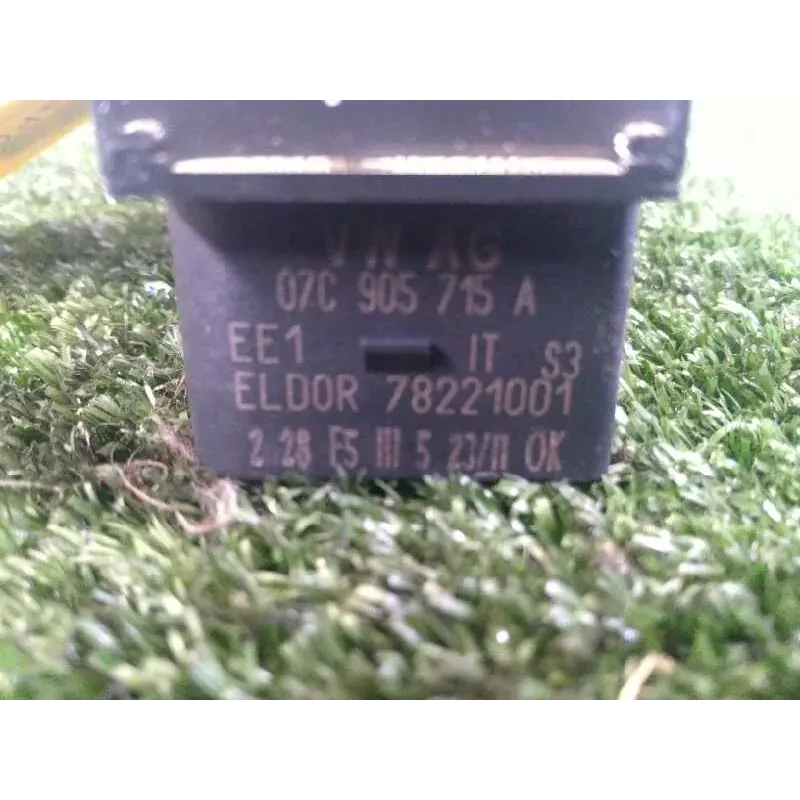 VW AG
07C 905 715 A
EE1 IT S3
ELDOR 78221001
2 28 F5 III 5 23/11 OK